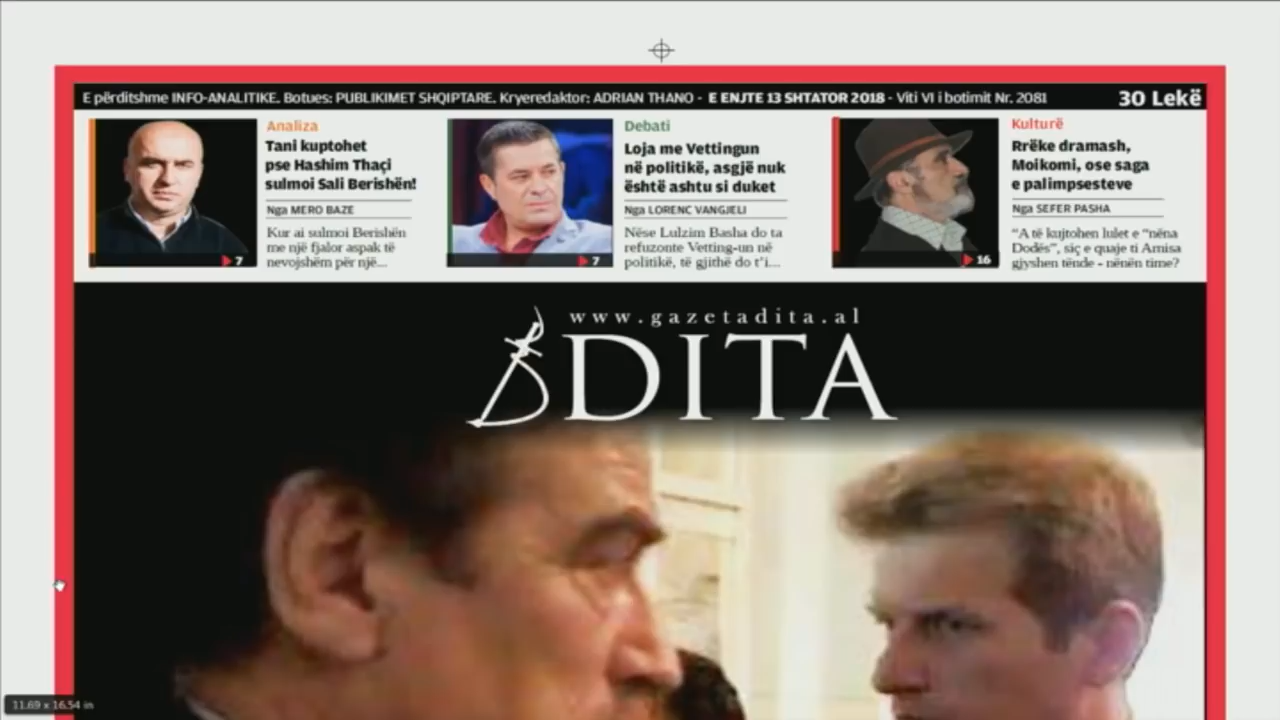 E përditshme INFO-ANALITIKE. Botues: PUBLIKIMET SHQIPTARE. Kryeredaktor: ADRIAN THANO - E ENJTE 13 SHTATOR 2018 - Viti VI i botimit Nr. 2081
30 Lekë
Analiza
Tani kuptohet
pse Hashim Thaçi
sulmoi Sali Berishën!
Nga MERO BAZE
Kur ai sulmoi Berishën
me një fjalor aspak të
nevojshëm për një...
7
Debati
Loja me Vettingun
në politikë, asgjë nuk
është ashtu si duket
Nga LORENC VANGJELI
Nëse Lulzim Basha do ta
refuzonte Vetting-un në
politikë, të gjithë do t'i...
7
Kulturë
Rrëke dramash,
Moikomi, ose saga
e palimpsesteve
Nga SEFER PASHA
"A të kujtohen lulet e "nëna
Dodës", siç e quaje ti Arnisa
gjyshen tënde - nënën time?
16
www.gazetadita.al
DITA
11.69 x 16.54 in